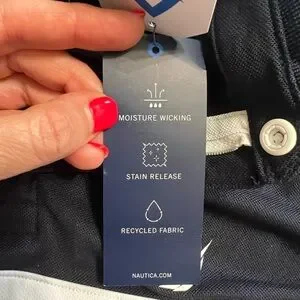 MOISTURE WICKING
STAIN RELEASE
RECYCLED FABRIC
NAUTICA.COM